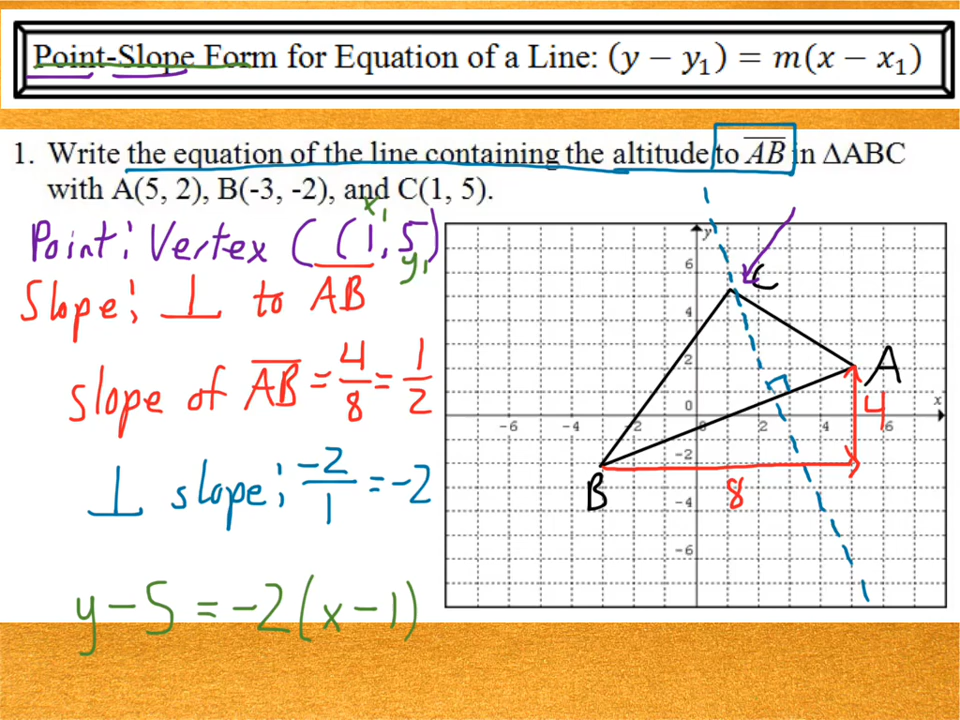 Point-Slope Form for Equation of a Line: (y − y₁) = m(x − x₁)
1. Write the equation of the line containing the altitude to A̅B̅ in ΔABC
with A(5, 2), B(-3, -2), and C(1, 5).
x₁
Point: Vertex C(1, 5)
y₁
Slope: ⊥ to AB
slope of A̅B̅ = 4/8 = 1/2
⊥ slope: -2/1 = -2
y - 5 = -2(x - 1)
y
6
C
4
2
A
0
x
-6
-4
-2
2
4
6
4
-2
B
8
-4
-6